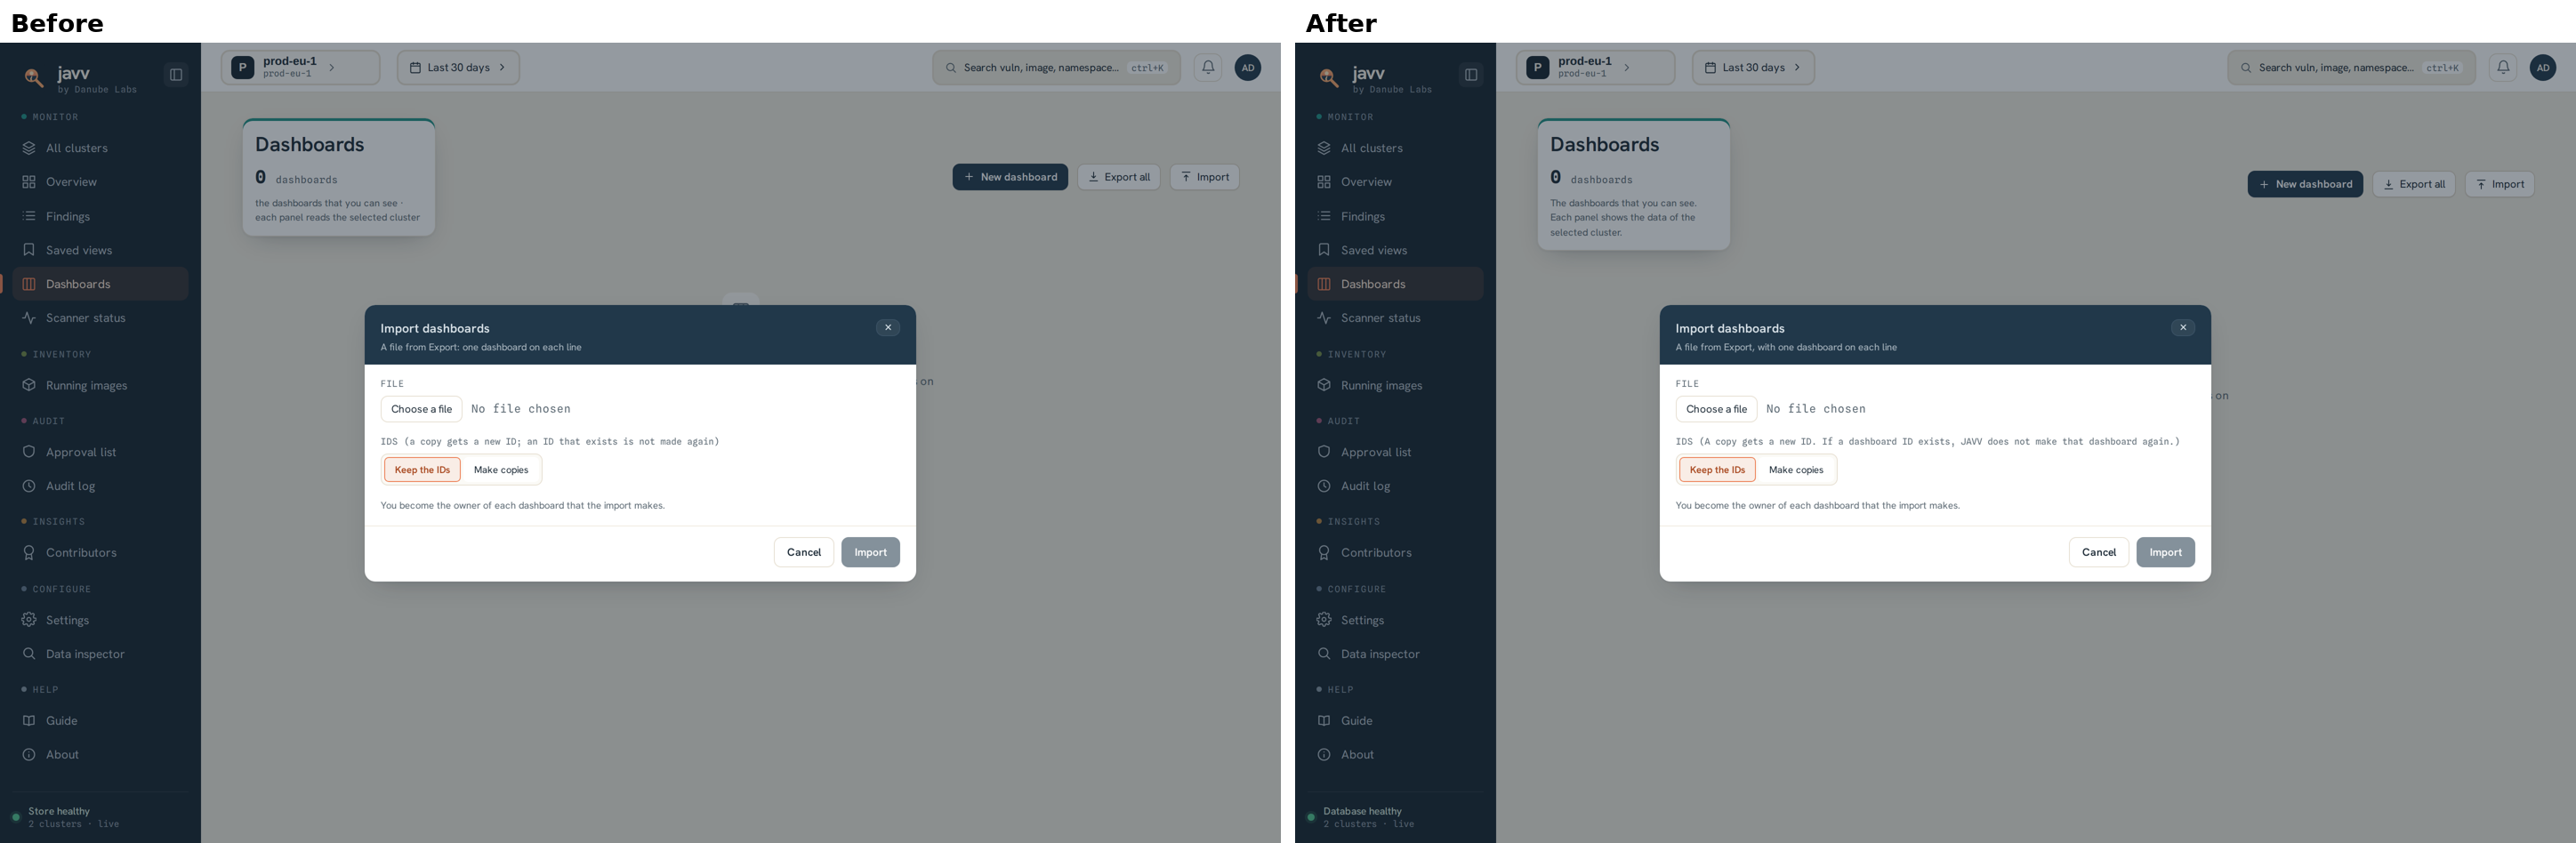 Before
javv
by Danube Labs
MONITOR
All clusters
Overview
Findings
Saved views
Dashboards
Scanner status
INVENTORY
Running images
AUDIT
Approval list
Audit log
INSIGHTS
Contributors
CONFIGURE
Settings
Data inspector
HELP
Guide
About
Store healthy
2 clusters · live
P prod-eu-1
prod-eu-1
Last 30 days
Search vuln, image, namespace... ctrl+K
AD
Dashboards
0 dashboards
the dashboards that you can see ·
each panel reads the selected cluster
+ New dashboard
Export all
Import
on
Import dashboards
A file from Export: one dashboard on each line
FILE
Choose a file No file chosen
IDS (a copy gets a new ID; an ID that exists is not made again)
Keep the IDs Make copies
You become the owner of each dashboard that the import makes.
Cancel Import
After
javv
by Danube Labs
MONITOR
All clusters
Overview
Findings
Saved views
Dashboards
Scanner status
INVENTORY
Running images
AUDIT
Approval list
Audit log
INSIGHTS
Contributors
CONFIGURE
Settings
Data inspector
HELP
Guide
About
Database healthy
2 clusters · live
P prod-eu-1
prod-eu-1
Last 30 days
Search vuln, image, namespace... ctrl+K
AD
Dashboards
0 dashboards
The dashboards that you can see.
Each panel shows the data of the
selected cluster.
+ New dashboard
Export all
Import
on
Import dashboards
A file from Export, with one dashboard on each line
FILE
Choose a file No file chosen
IDS (A copy gets a new ID. If a dashboard ID exists, JAVV does not make that dashboard again.)
Keep the IDs Make copies
You become the owner of each dashboard that the import makes.
Cancel Import